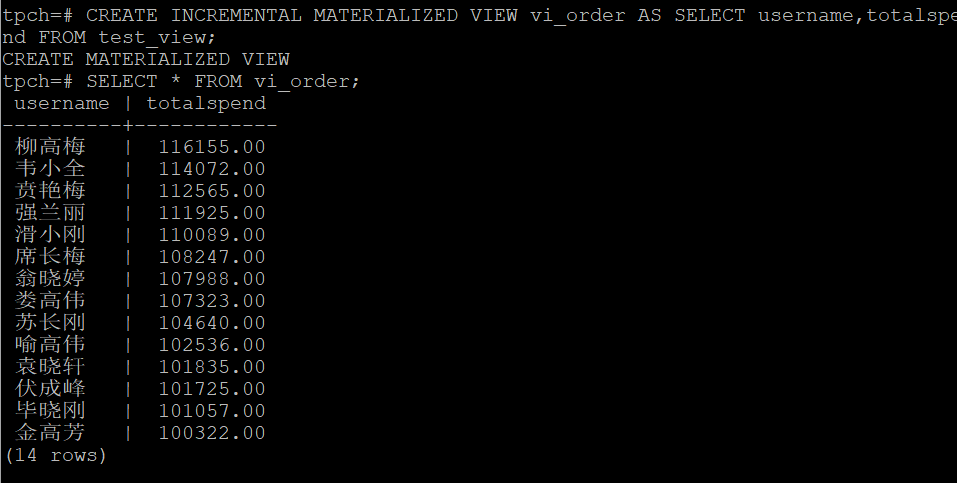 tpch=# CREATE INCREMENTAL MATERIALIZED VIEW vi_order AS SELECT username,totalspe
nd FROM test_view;
CREATE MATERIALIZED VIEW
tpch=# SELECT * FROM vi_order;
 username | totalspend
----------+------------
 柳高梅   |  116155.00
 韦小全   |  114072.00
 贲艳梅   |  112565.00
 强兰丽   |  111925.00
 滑小刚   |  110089.00
 席长梅   |  108247.00
 翁晓婷   |  107988.00
 娄高伟   |  107323.00
 苏长刚   |  104640.00
 喻高伟   |  102536.00
 袁晓轩   |  101835.00
 伏成峰   |  101725.00
 毕晓刚   |  101057.00
 金高芳   |  100322.00
(14 rows)